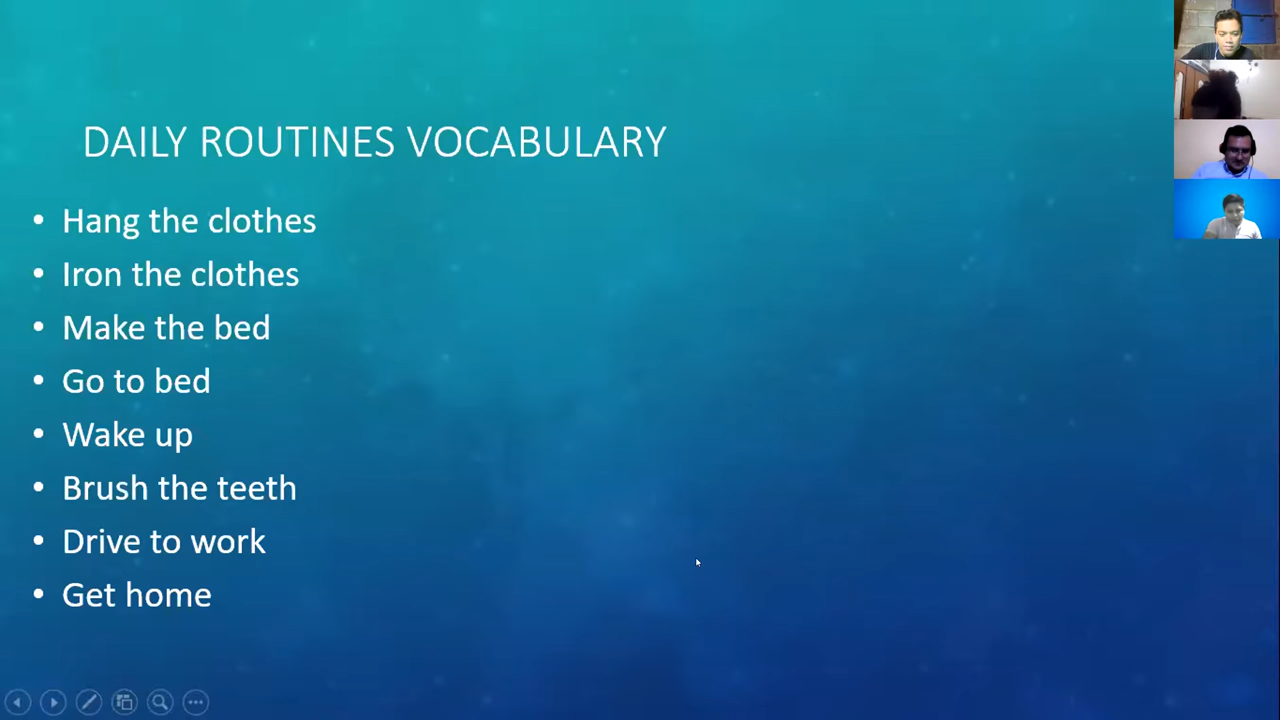 DAILY ROUTINES VOCABULARY
• Hang the clothes
• Iron the clothes
• Make the bed
• Go to bed
• Wake up
• Brush the teeth
• Drive to work
• Get home